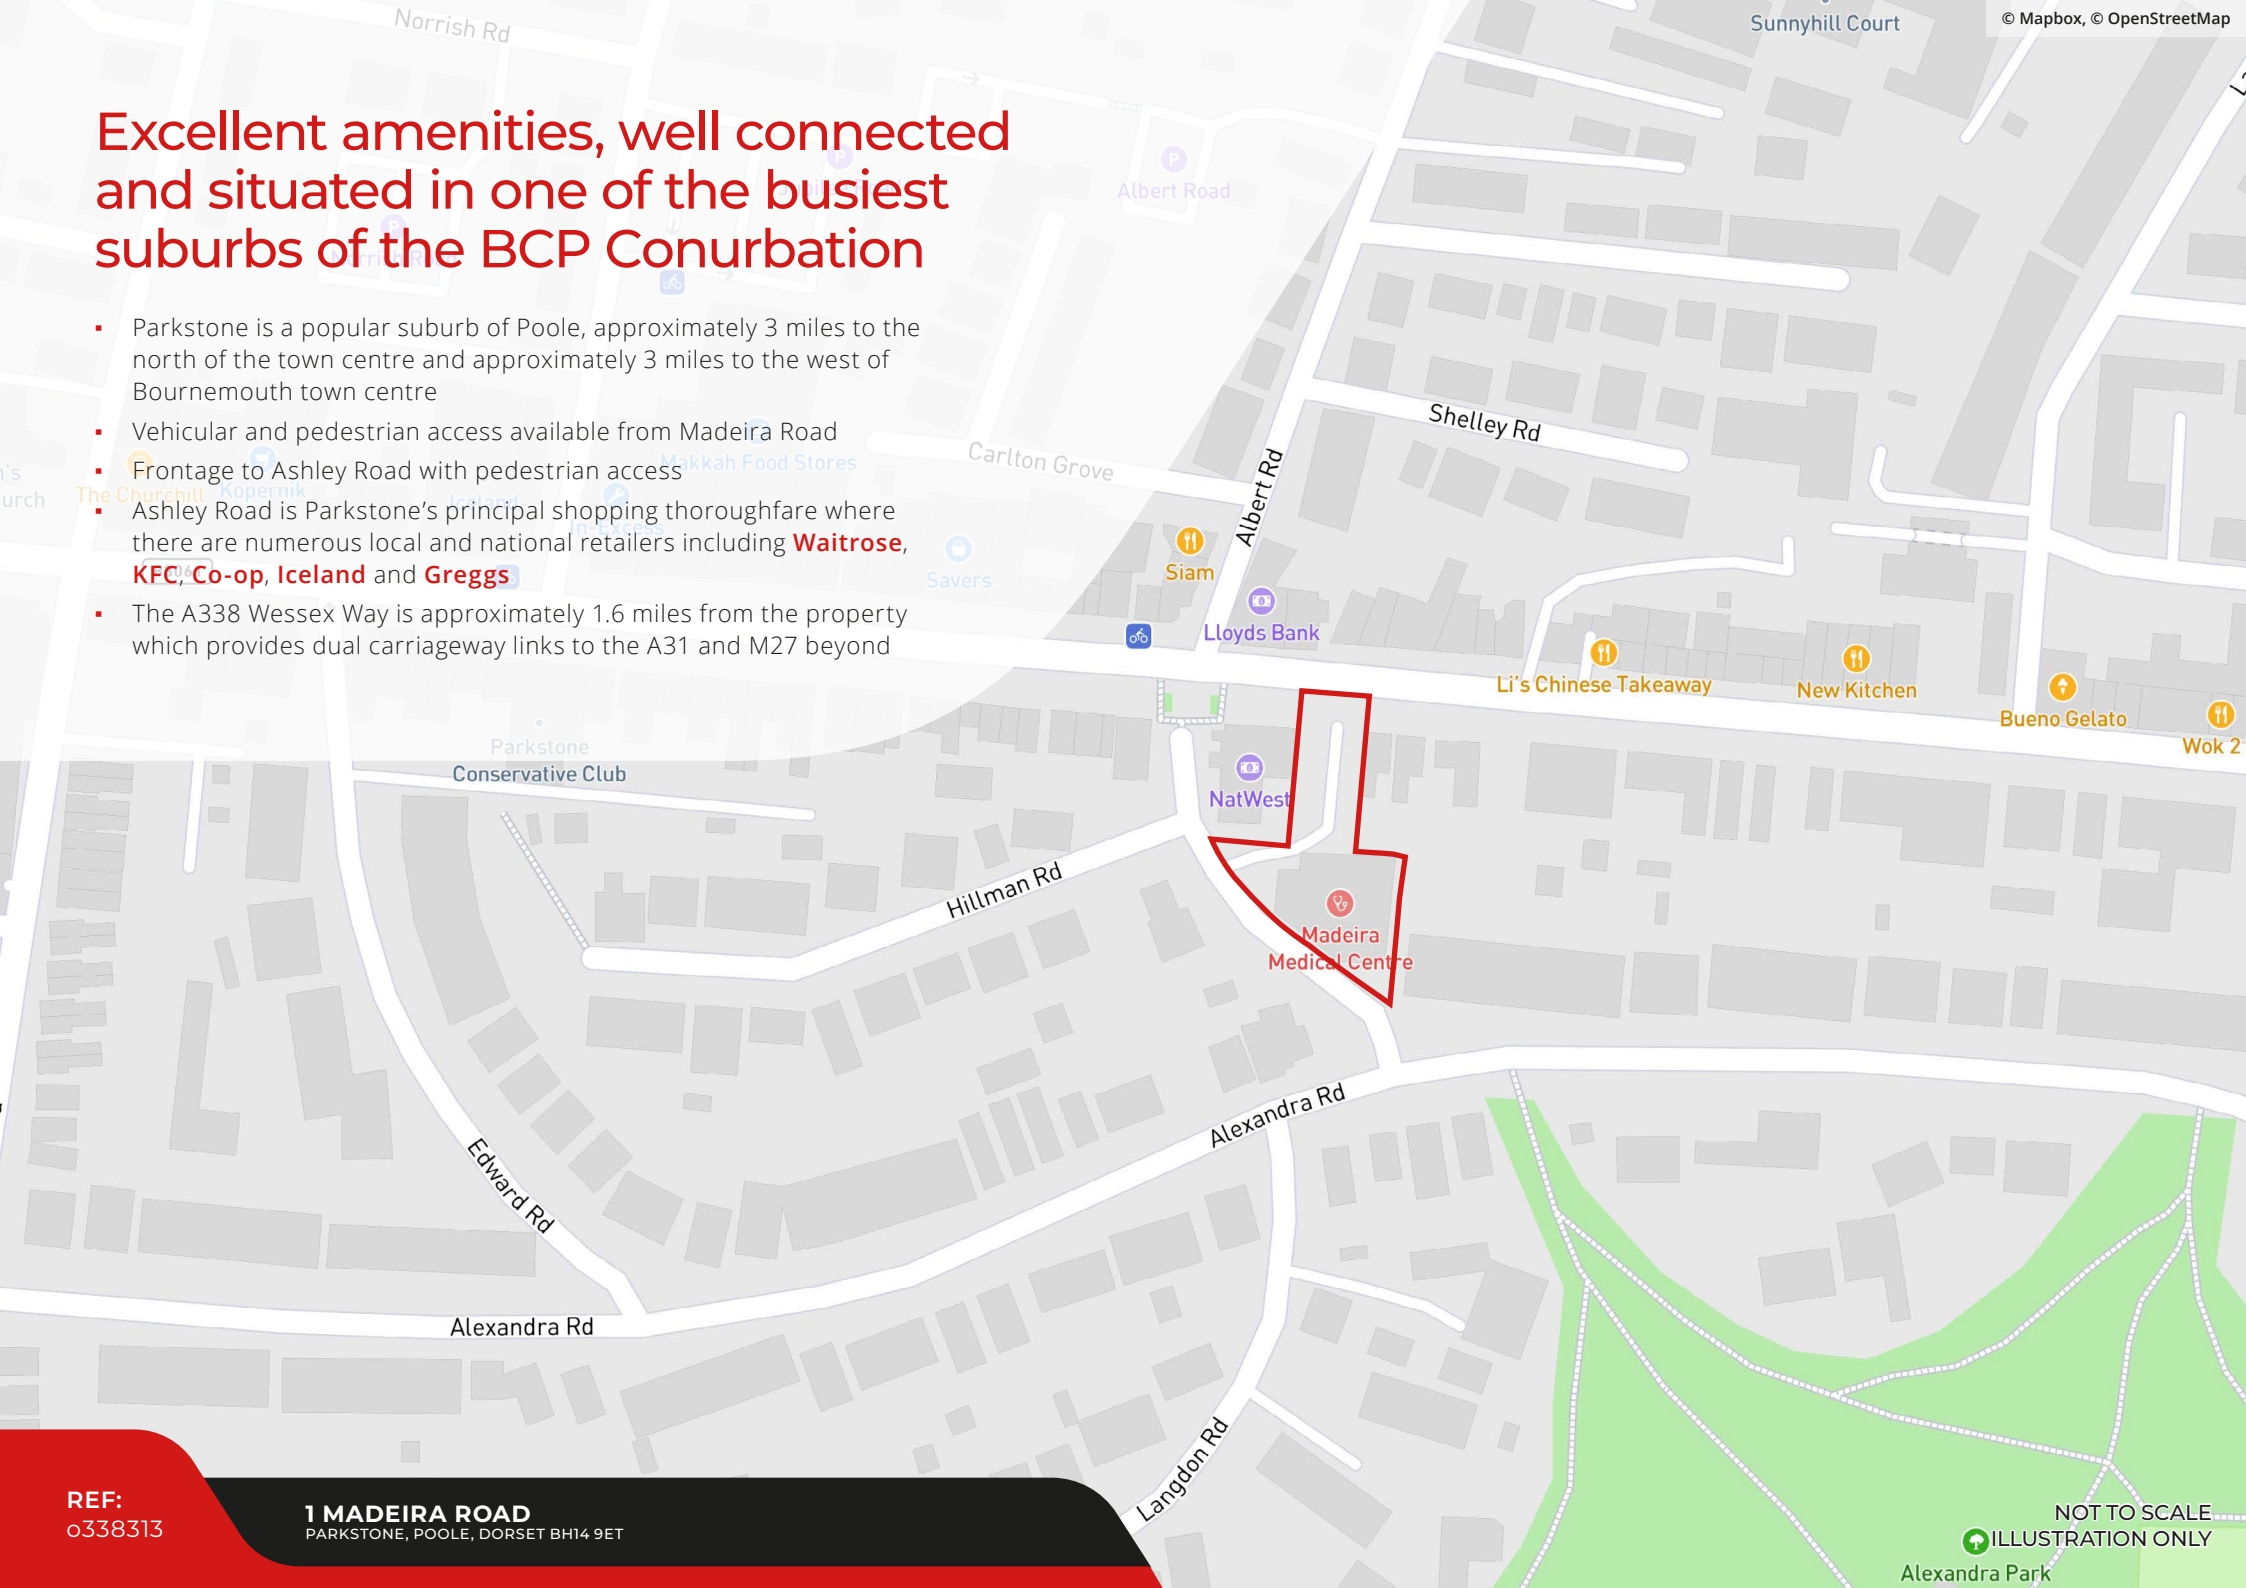 Norrish Rd
Sunnyhill Court
© Mapbox, © OpenStreetMap
Excellent amenities, well connected
and situated in one of the busiest
suburbs of the BCP Conurbation
Albert Road
▪ Parkstone is a popular suburb of Poole, approximately 3 miles to the
north of the town centre and approximately 3 miles to the west of
Bournemouth town centre
▪ Vehicular and pedestrian access available from Madeira Road
▪ Frontage to Ashley Road with pedestrian access
▪ Ashley Road is Parkstone’s principal shopping thoroughfare where
there are numerous local and national retailers including Waitrose,
KFC, Co-op, Iceland and Greggs
▪ The A338 Wessex Way is approximately 1.6 miles from the property
which provides dual carriageway links to the A31 and M27 beyond
Makkah Food Stores
The Churchill
Kopernik
Iceland
In-Excess
Savers
Carlton Grove
Albert Rd
Shelley Rd
Siam
Lloyds Bank
Li's Chinese Takeaway
New Kitchen
Bueno Gelato
Wok 2
Parkstone
Conservative Club
NatWest
Hillman Rd
Madeira
Medical Centre
Alexandra Rd
Edward Rd
Alexandra Rd
Langdon Rd
REF:
o338313
1 MADEIRA ROAD
PARKSTONE, POOLE, DORSET BH14 9ET
NOT TO SCALE
ILLUSTRATION ONLY
Alexandra Park